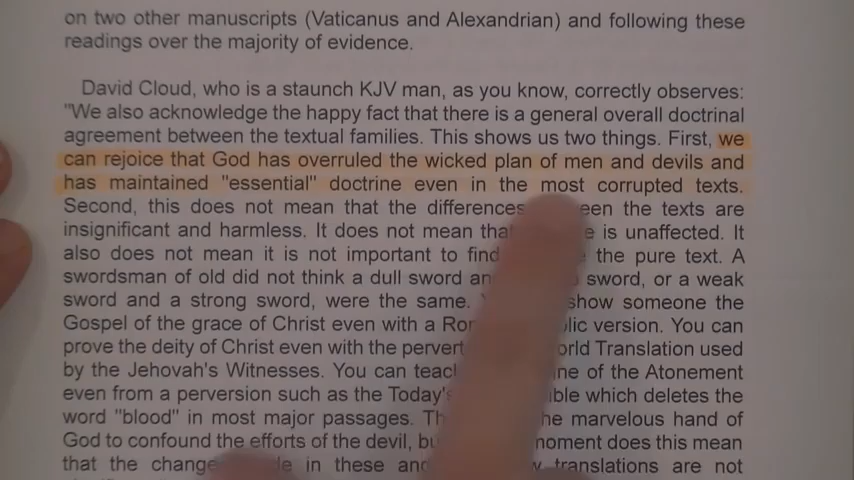 on two other manuscripts (Vaticanus and Alexandrian) and following these
readings over the majority of evidence.
David Cloud, who is a staunch KJV man, as you know, correctly observes:
"We also acknowledge the happy fact that there is a general overall doctrinal
agreement between the textual families. This shows us two things. First, we
can rejoice that God has overruled the wicked plan of men and devils and
has maintained "essential" doctrine even in the most corrupted texts.
Second, this does not mean that the differences een the texts are
insignificant and harmless. It does not mean that is unaffected. It
also does not mean it is not important to find the pure text. A
swordsman of old did not think a dull sword an sword, or a weak
sword and a strong sword, were the same. show someone the
Gospel of the grace of Christ even with a Ro lic version. You can
prove the deity of Christ even with the pervert orld Translation used
by the Jehovah's Witnesses. You can teac ne of the Atonement
even from a perversion such as the Today's ible which deletes the
word "blood" in most major passages. Th he marvelous hand of
God to confound the efforts of the devil, bu moment does this mean
that the change de in these and translations are not